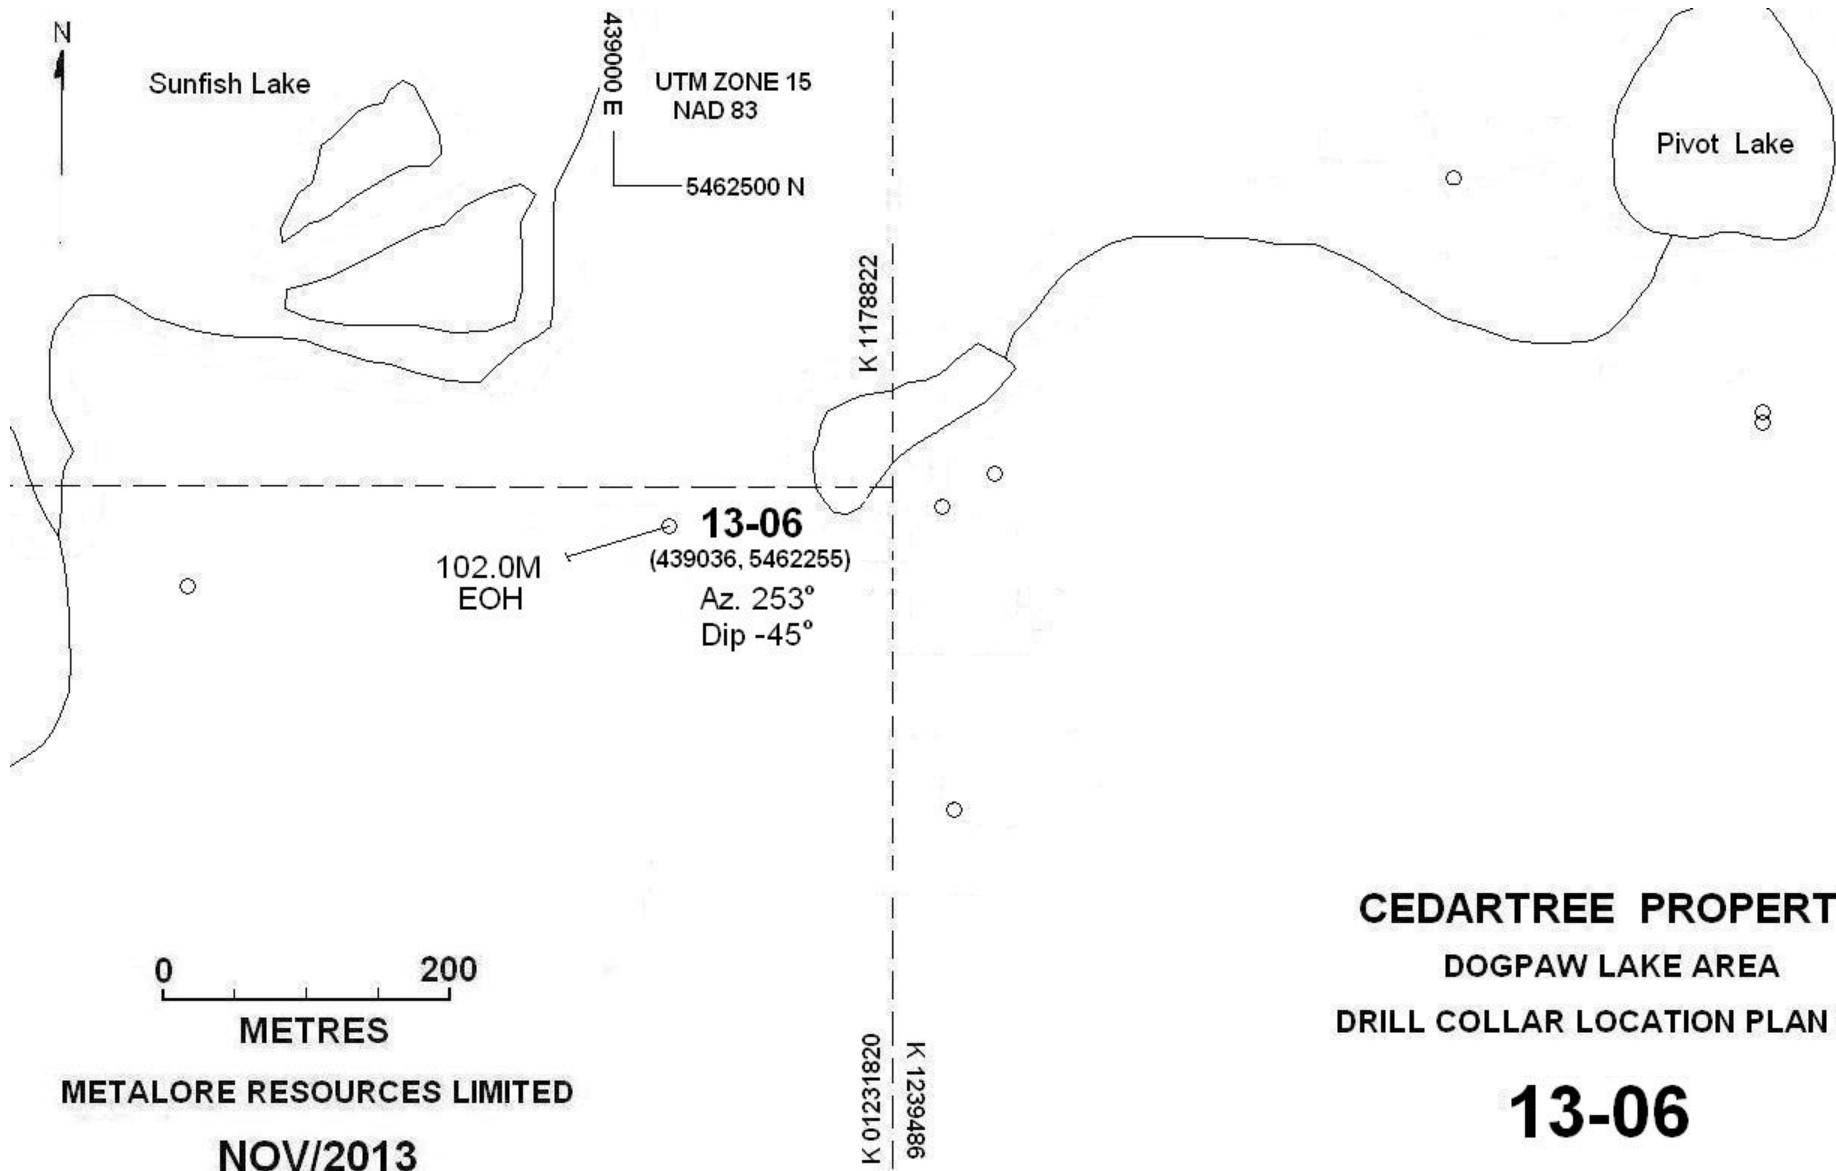 N
Sunfish Lake
439000 E
UTM ZONE 15
NAD 83
5462500 N
Pivot Lake
K 1178822
13-06
(439036, 5462255)
102.0M
EOH
Az. 253°
Dip -45°
0 200
METRES
METALORE RESOURCES LIMITED
NOV/2013
K 01231820
K 1239486
CEDARTREE PROPERT
DOGPAW LAKE AREA
DRILL COLLAR LOCATION PLAN
13-06